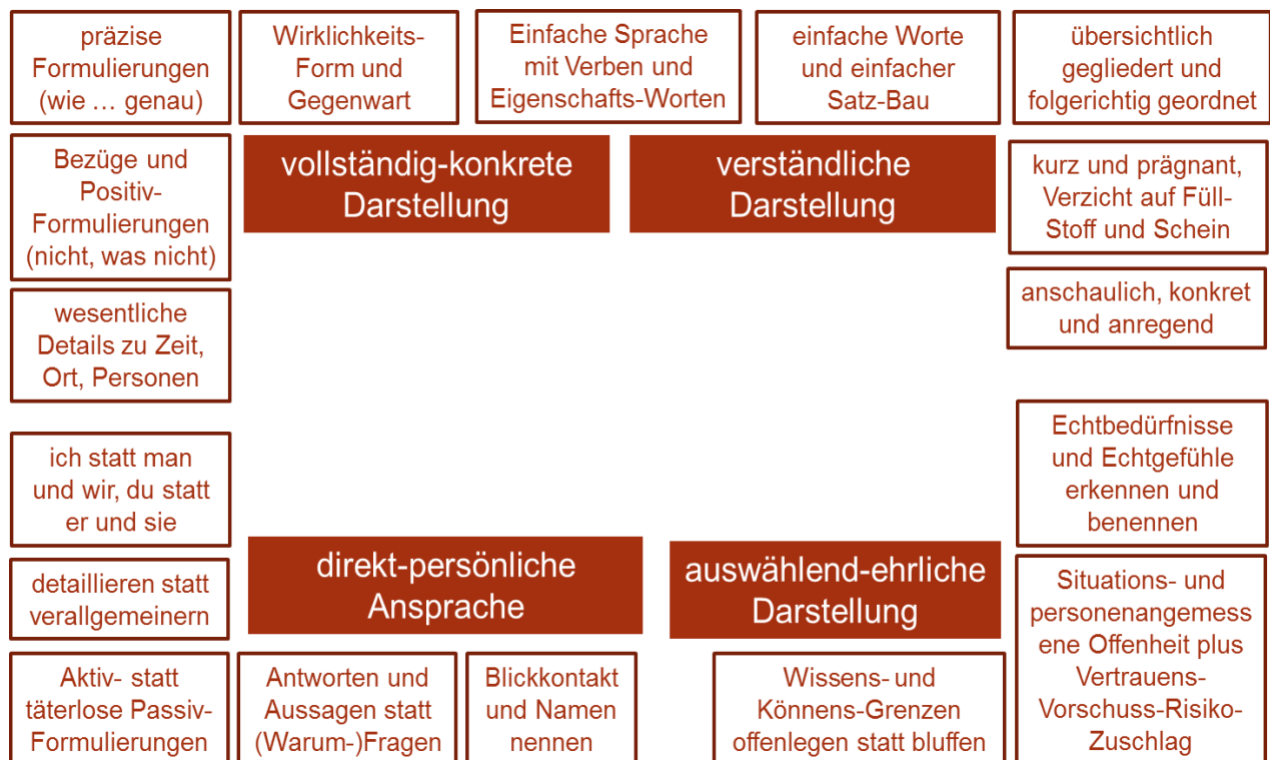 präzise
Formulierungen
(wie … genau)
Wirklichkeits-
Form und
Gegenwart
Einfache Sprache
mit Verben und
Eigenschafts-Worten
einfache Worte
und einfacher
Satz-Bau
übersichtlich
gegliedert und
folgerichtig geordnet
Bezüge und
Positiv-
Formulierungen
(nicht, was nicht)
vollständig-konkrete
Darstellung
verständliche
Darstellung
kurz und prägnant,
Verzicht auf Füll-
Stoff und Schein
anschaulich, konkret
und anregend
wesentliche
Details zu Zeit,
Ort, Personen
Echtbedürfnisse
und Echtgefühle
erkennen und
benennen
ich statt man
und wir, du statt
er und sie
direkt-persönliche
Ansprache
auswählend-ehrliche
Darstellung
detaillieren statt
verallgemeinern
Situations- und
personenangemess
ene Offenheit plus
Vertrauens-
Vorschuss-Risiko-
Zuschlag
Aktiv- statt
täterlose Passiv-
Formulierungen
Antworten und
Aussagen statt
(Warum-)Fragen
Blickkontakt
und Namen
nennen
Wissens- und
Könnens-Grenzen
offenlegen statt bluffen